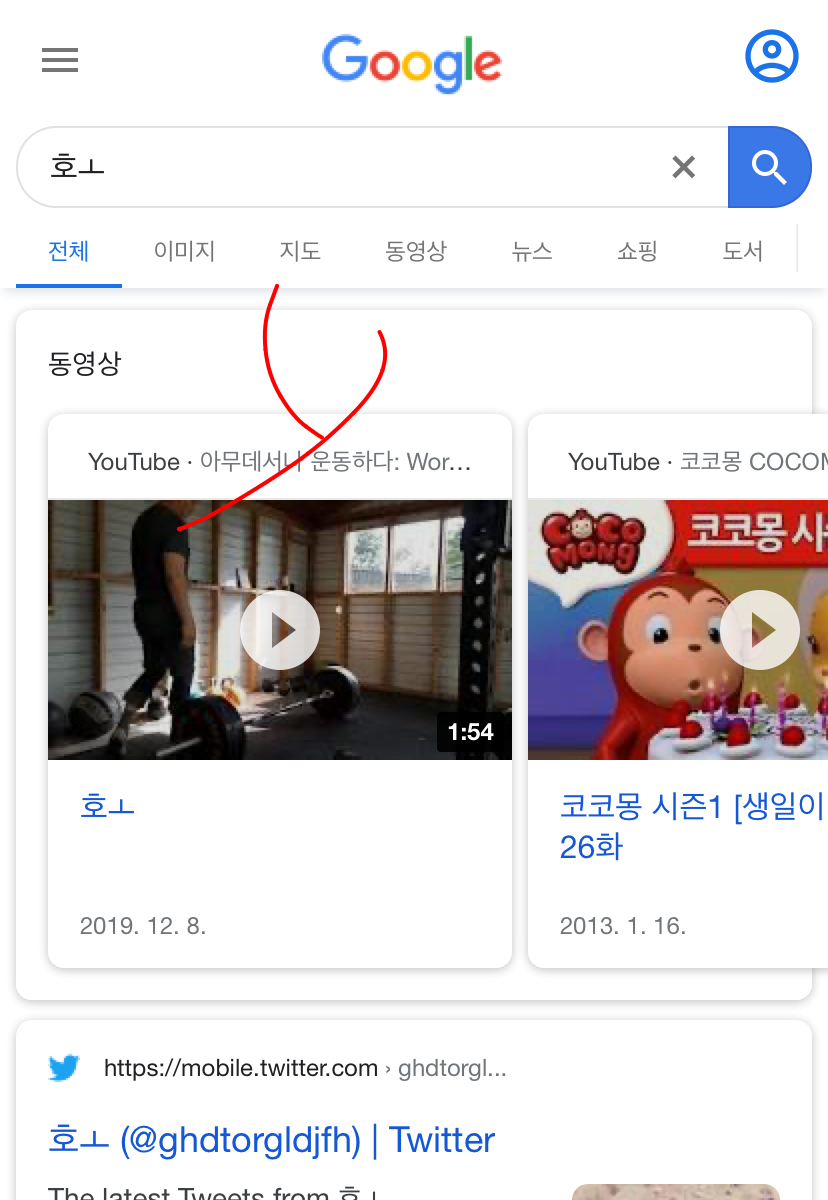 Google
호ㅗ
전체 이미지 지도 동영상 뉴스 쇼핑 도서
동영상
YouTube · 아무데서나 운동하다: Wor...
YouTube · 코코몽 COCOM
COCO
MONG
코코몽 시
1:54
호ㅗ
코코몽 시즌1 [생일이
26화
2019. 12. 8.
2013. 1. 16.
https://mobile.twitter.com › ghdtorgl...
호ㅗ (@ghdtorgldjfh) | Twitter
The latest Tweets from 호ㅗ